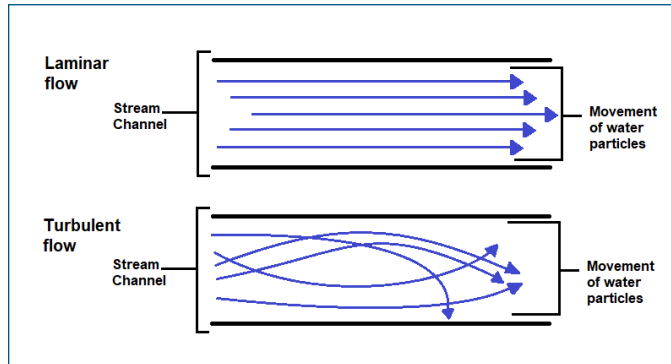 Laminar
flow
Stream
Channel
Movement
of water
particles
Turbulent
flow
Stream
Channel
Movement
of water
particles